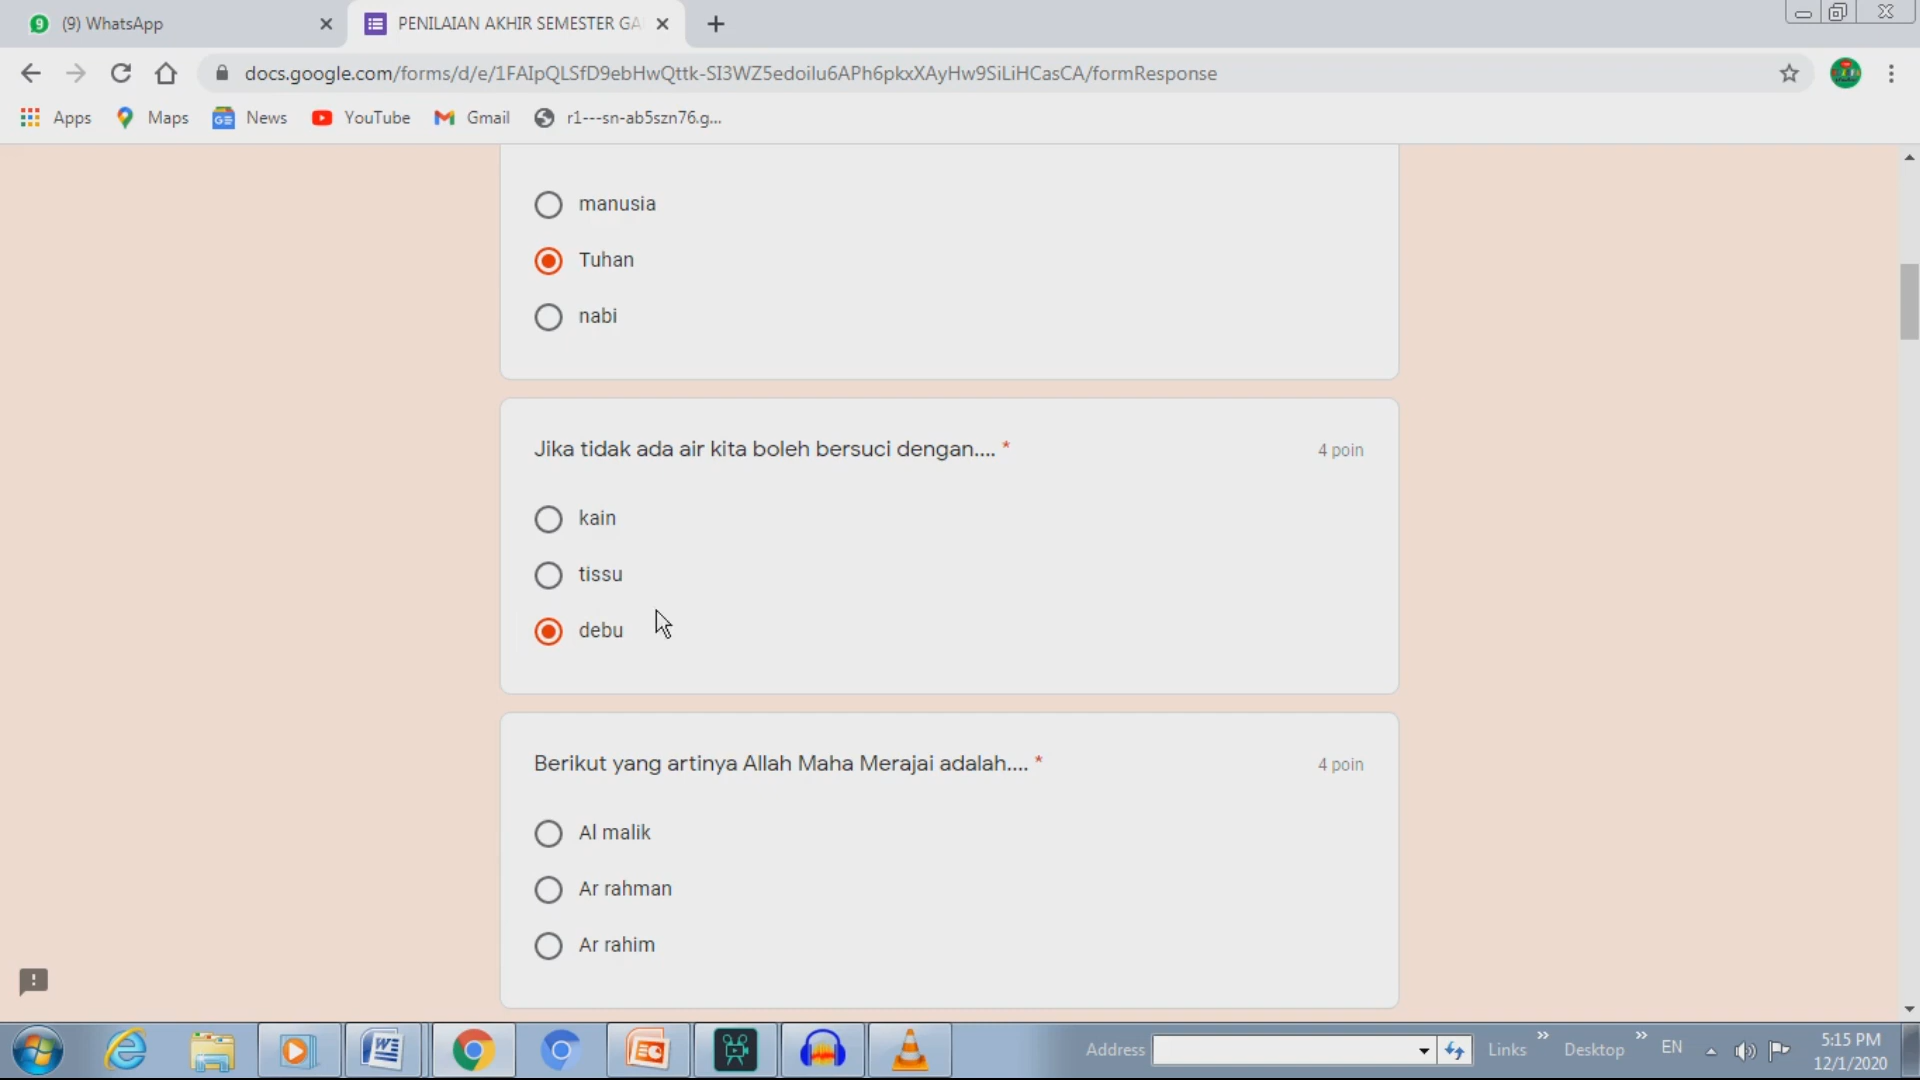 (9) WhatsApp
PENILAIAN AKHIR SEMESTER GA
docs.google.com/forms/d/e/1FAIpQLSfD9ebHwQttk-SI3WZ5edoilu6APh6pkxXAyHw9SiLiHCasCA/formResponse
Apps
Maps
News
YouTube
Gmail
r1---sn-ab5szn76.g...
manusia
Tuhan
nabi
Jika tidak ada air kita boleh bersuci dengan.... *
4 poin
kain
tissu
debu
Berikut yang artinya Allah Maha Merajai adalah.... *
4 poin
Al malik
Ar rahman
Ar rahim
Address
Links
Desktop
EN
5:15 PM
12/1/2020